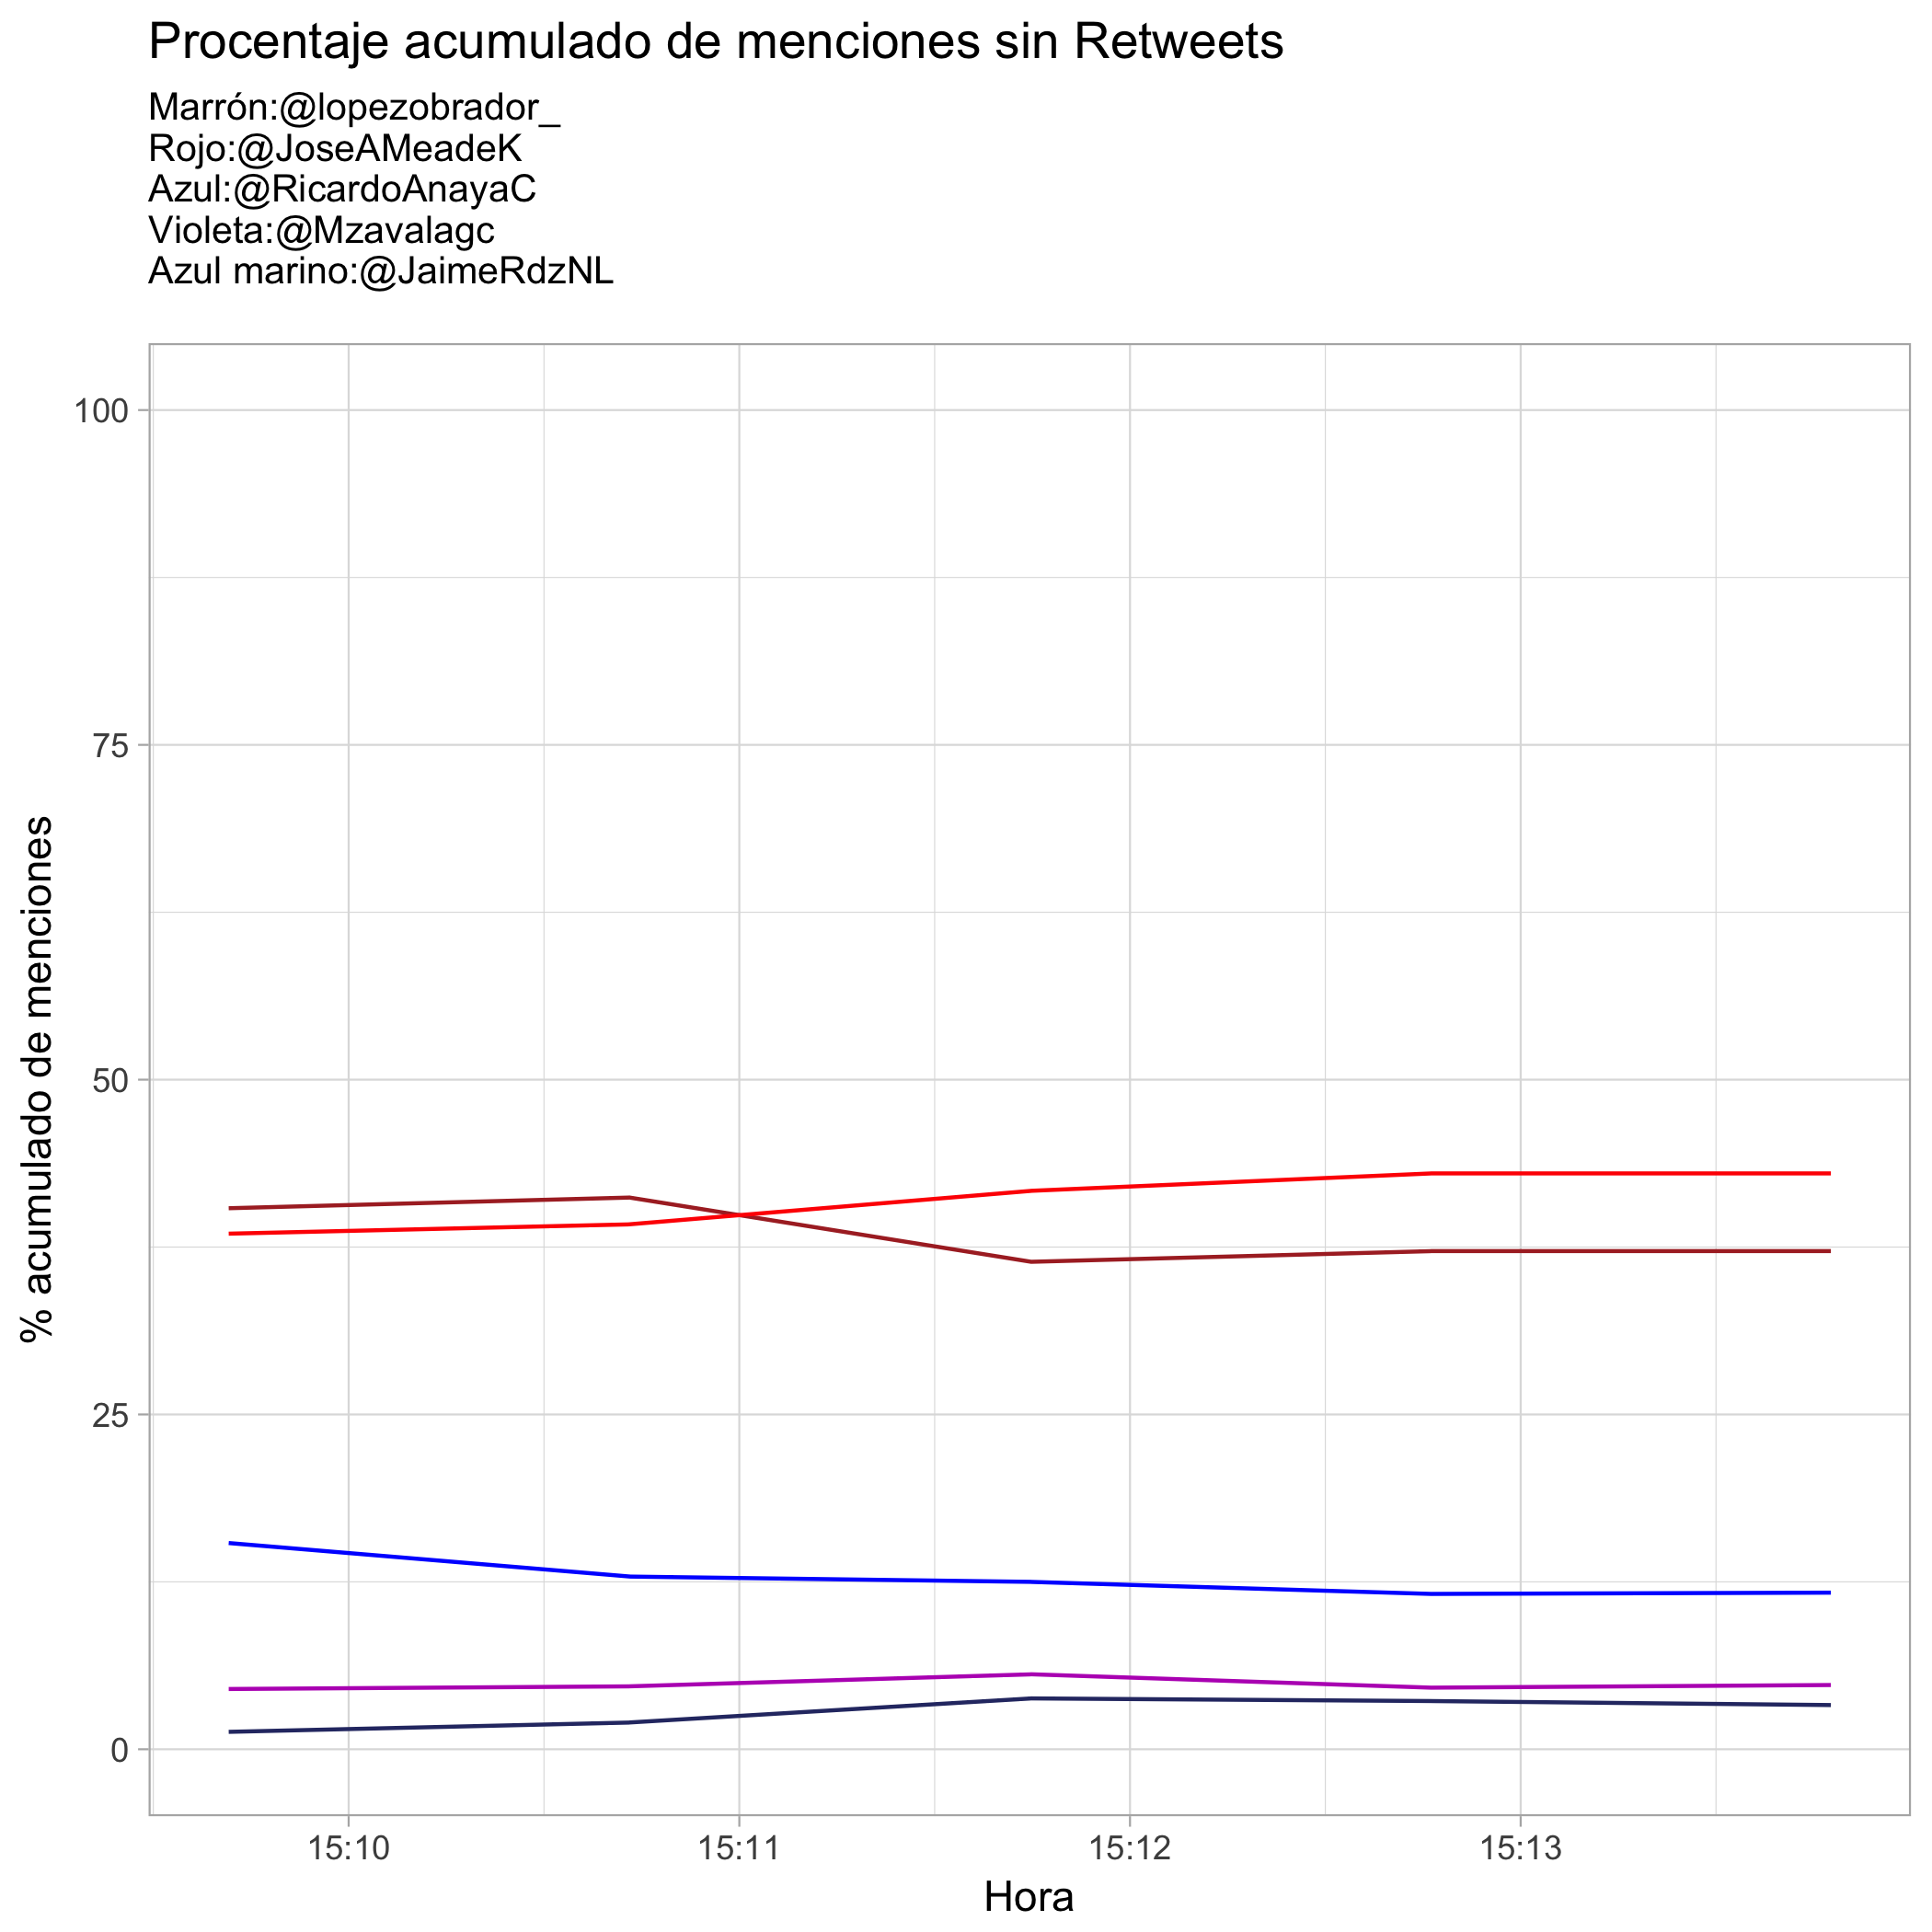 Procentaje acumulado de menciones sin Retweets
Marrón:@lopezobrador_
Rojo:@JoseAMeadeK
Azul:@RicardoAnayaC
Violeta:@Mzavalagc
Azul marino:@JaimeRdzNL
100
75
50
25
0
% acumulado de menciones
15:10
15:11
15:12
15:13
Hora